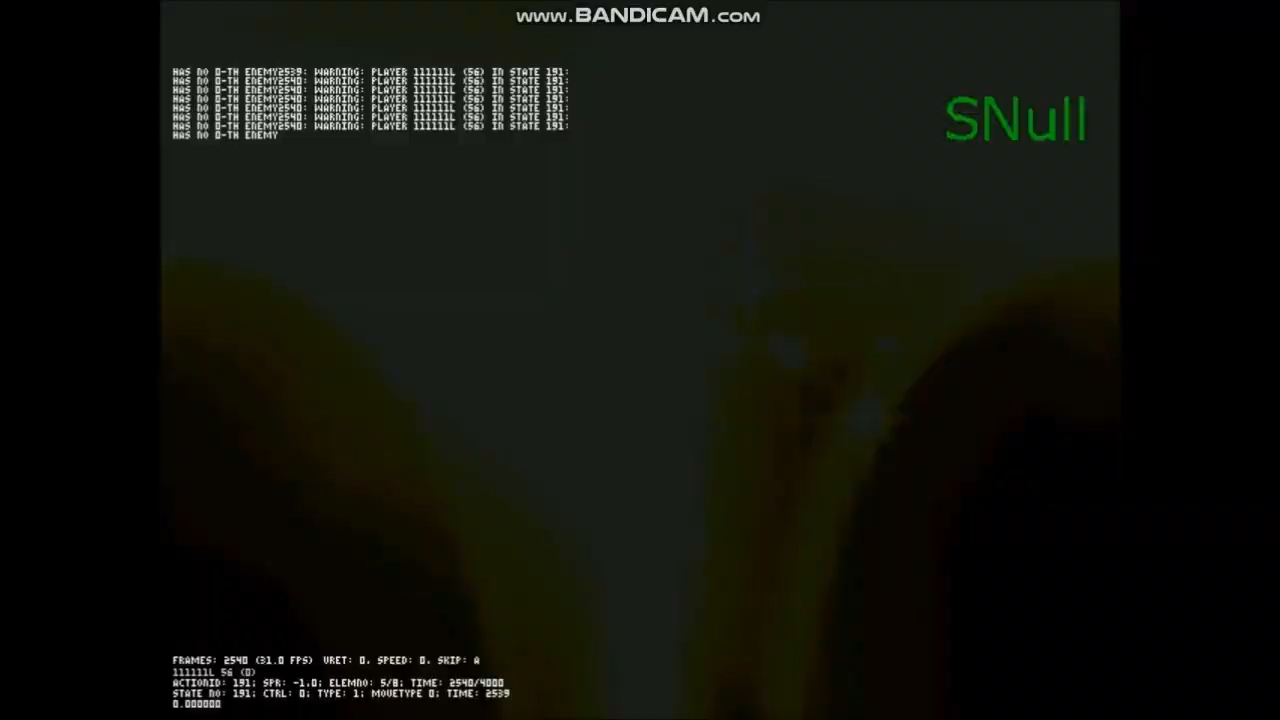 www.BANDICAM.com
HAS NO 0-TH ENEMY2539: WARNING: PLAYER 111111L (56) IN STATE 191:
HAS NO 0-TH ENEMY2540: WARNING: PLAYER 111111L (56) IN STATE 191:
HAS NO 0-TH ENEMY2540: WARNING: PLAYER 111111L (56) IN STATE 191:
HAS NO 0-TH ENEMY2540: WARNING: PLAYER 111111L (56) IN STATE 191:
HAS NO 0-TH ENEMY2540: WARNING: PLAYER 111111L (56) IN STATE 191:
HAS NO 0-TH ENEMY2540: WARNING: PLAYER 111111L (56) IN STATE 191:
HAS NO 0-TH ENEMY2540: WARNING: PLAYER 111111L (56) IN STATE 191:
HAS NO 0-TH ENEMY
SNull
FRAMES: 2540 (31.0 FPS) VRET: 0, SPEED: 0, SKIP: A
111111L 56 (0)
ACTIONID: 191; SPR: -1,0; ELEMNO: 5/8; TIME: 2540/4000
STATE NO: 191; CTRL: 0; TYPE: 1; MOVETYPE 0; TIME: 2539
0.000000